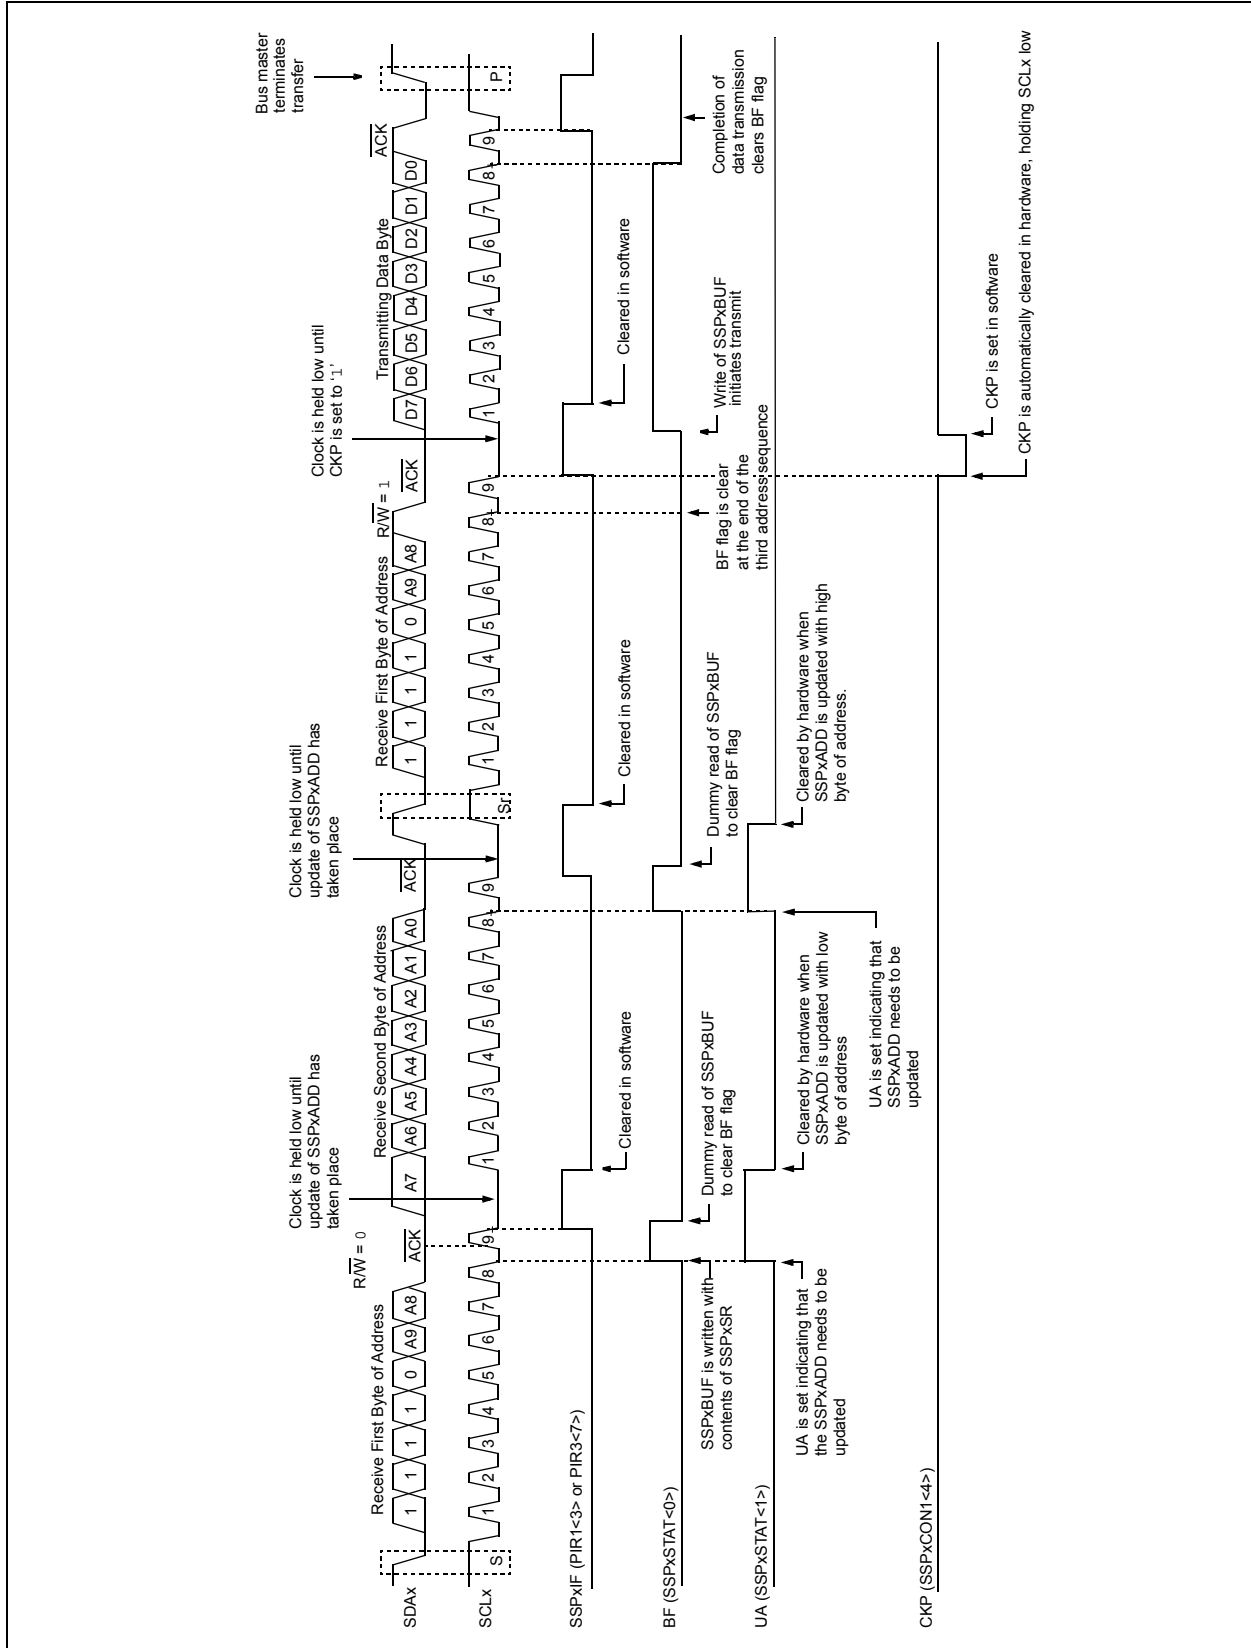 Bus master
terminates
transfer
Clock is held low until
CKP is set to ‘1’
Clock is held low until
update of SSPxADD has
taken place
Clock is held low until
update of SSPxADD has
taken place
SDAx
S
Receive First Byte of Address
1 1 1 1 0 A9 A8
R/W = 0
ACK
Receive Second Byte of Address
A7 A6 A5 A4 A3 A2 A1 A0
ACK
Sr
Receive First Byte of Address
1 1 1 1 0 A9 A8
R/W = 1
ACK
Transmitting Data Byte
D7 D6 D5 D4 D3 D2 D1 D0
ACK
P
SCLx
1 2 3 4 5 6 7 8 9
1 2 3 4 5 6 7 8 9
1 2 3 4 5 6 7 8 9
1 2 3 4 5 6 7 8 9
SSPxIF (PIR1<3> or PIR3<7>)
Cleared in software
Cleared in software
Cleared in software
BF (SSPxSTAT<0>)
SSPxBUF is written with
contents of SSPxSR
Dummy read of SSPxBUF
to clear BF flag
Dummy read of SSPxBUF
to clear BF flag
BF flag is clear
at the end of the
third address sequence
Write of SSPxBUF
initiates transmit
Completion of
data transmission
clears BF flag
UA (SSPxSTAT<1>)
UA is set indicating that
the SSPxADD needs to be
updated
Cleared by hardware when
SSPxADD is updated with low
byte of address
UA is set indicating that
SSPxADD needs to be
updated
Cleared by hardware when
SSPxADD is updated with high
byte of address.
CKP (SSPxCON1<4>)
CKP is set in software
CKP is automatically cleared in hardware, holding SCLx low